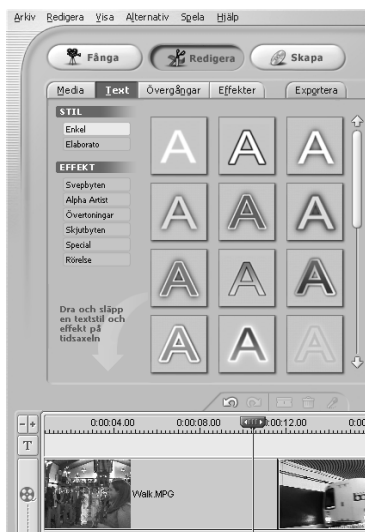 Arkiv Redigera Visa Alternativ Spela Hjälp
Fånga Redigera Skapa
Media Text Övergångar Effekter Exportera
STIL
Enkel
Elaborato
EFFEKT
Svepbyten
Alpha Artist
Övertoningar
Skjutbyten
Special
Rörelse
Dra och släpp
en textstil och
effekt på
tidsaxeln
A A A
A A A
A A A
A A A
- +
0:00:04.00 0:00:08.00 0:00:12.00 0:00
T
Walk.MPG